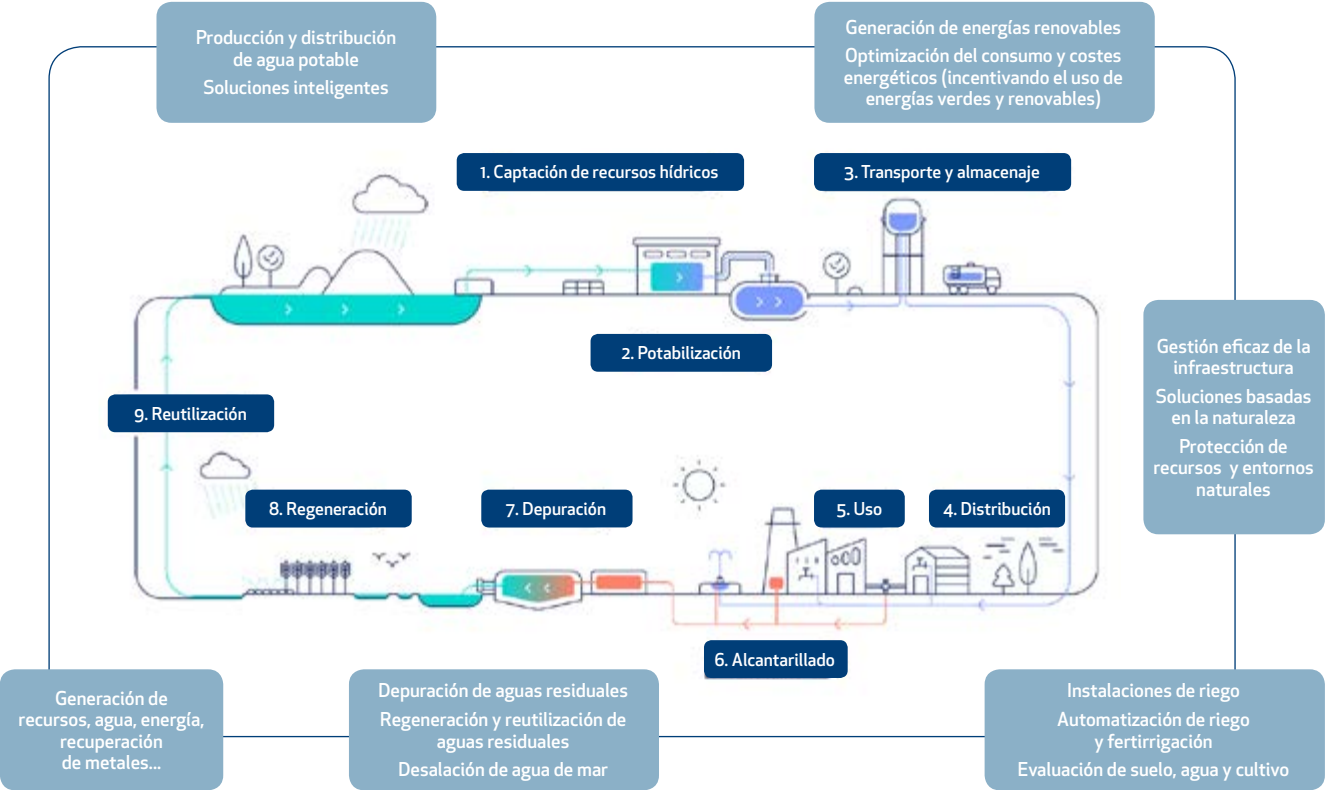 Producción y distribución
de agua potable
Soluciones inteligentes
Generación de energías renovables
Optimización del consumo y costes
energéticos (incentivando el uso de
energías verdes y renovables)
1. Captación de recursos hídricos
3. Transporte y almacenaje
2. Potabilización
Gestión eficaz de la
infraestructura
Soluciones basadas
en la naturaleza
Protección de
recursos y entornos
naturales
9. Reutilización
8. Regeneración
7. Depuración
5. Uso
4. Distribución
6. Alcantarillado
Generación de
recursos, agua, energía,
recuperación
de metales...
Depuración de aguas residuales
Regeneración y reutilización de
aguas residuales
Desalación de agua de mar
Instalaciones de riego
Automatización de riego
y fertirrigación
Evaluación de suelo, agua y cultivo